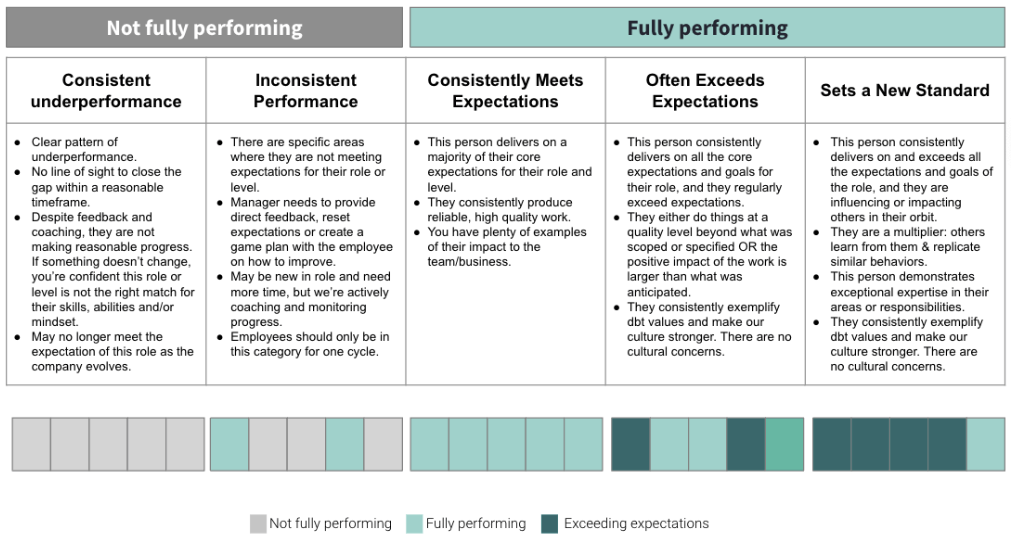 Not fully performing
Fully performing
Consistent
underperformance
Inconsistent
Performance
Consistently Meets
Expectations
Often Exceeds
Expectations
Sets a New Standard
● Clear pattern of
underperformance.
● No line of sight to close the
gap within a reasonable
timeframe.
● Despite feedback and
coaching, they are not
making reasonable progress.
If something doesn't change,
you're confident this role or
level is not the right match for
their skills, abilities and/or
mindset.
● May no longer meet the
expectation of this role as the
company evolves.
● There are specific areas
where they are not meeting
expectations for their role or
level.
● Manager needs to provide
direct feedback, reset
expectations or create a
game plan with the employee
on how to improve.
● May be new in role and need
more time, but we're actively
coaching and monitoring
progress.
● Employees should only be in
this category for one cycle.
● This person delivers on a
majority of their core
expectations for their role and
level.
● They consistently produce
reliable, high quality work.
● You have plenty of examples
of their impact to the
team/business.
● This person consistently
delivers on all the core
expectations and goals for
their role, and they regularly
exceed expectations.
● They either do things at a
quality level beyond what was
scoped or specified OR the
positive impact of the work is
larger than what was
anticipated.
● They consistently exemplify
dbt values and make our
culture stronger. There are no
cultural concerns.
● This person consistently
delivers on and exceeds all
the expectations and goals of
the role, and they are
influencing or impacting
others in their orbit.
● They are a multiplier: others
learn from them & replicate
similar behaviors.
● This person demonstrates
exceptional expertise in their
areas or responsibilities.
● They consistently exemplify
dbt values and make our
culture stronger. There are
no cultural concerns.
Not fully performing
Fully performing
Exceeding expectations